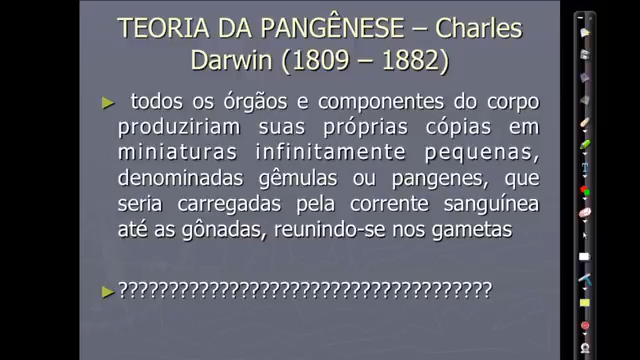 TEORIA DA PANGÊNESE – Charles
Darwin (1809 – 1882)
► todos os órgãos e componentes do corpo
produziriam suas próprias cópias em
miniaturas infinitamente pequenas,
denominadas gêmulas ou pangenes, que
seria carregadas pela corrente sanguínea
até as gônadas, reunindo-se nos gametas
►?????????????????????????????????????